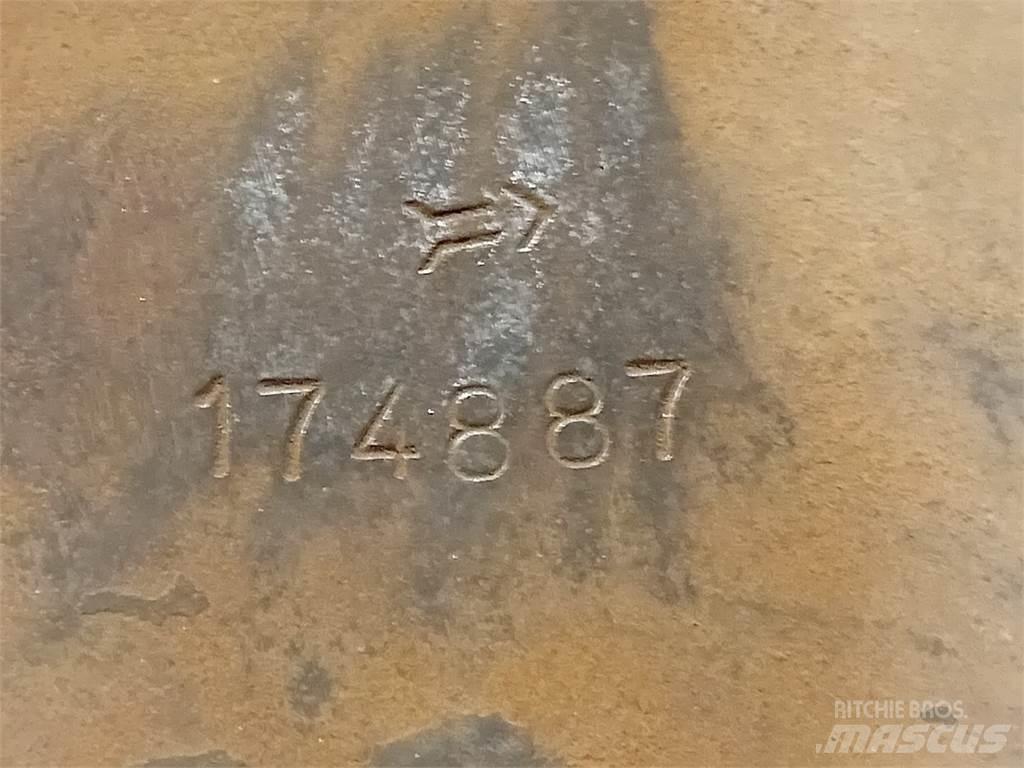 174887
RITCHIE BROS.
mascus